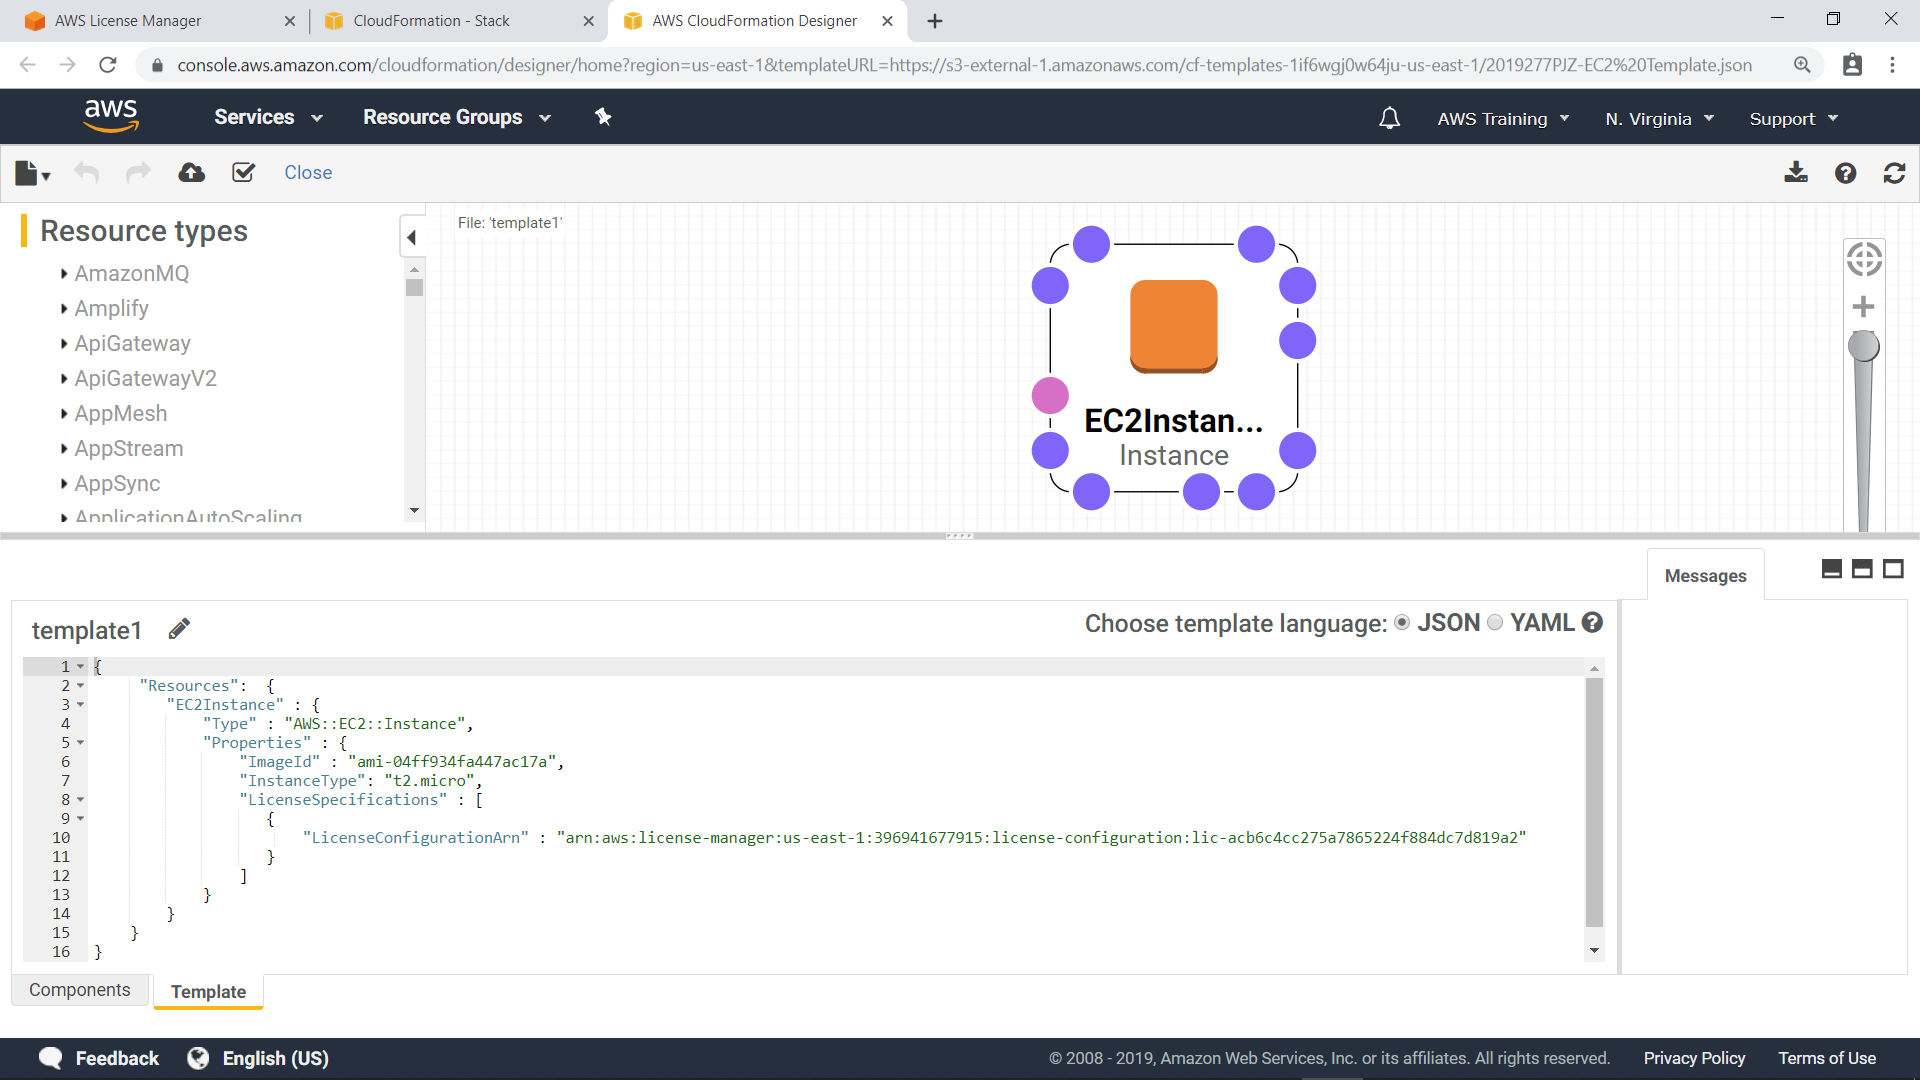 AWS License Manager
CloudFormation - Stack
AWS CloudFormation Designer
console.aws.amazon.com/cloudformation/designer/home?region=us-east-1&templateURL=https://s3-external-1.amazonaws.com/cf-templates-1if6wgj0w64ju-us-east-1/2019277PJZ-EC2%20Template.json
aws
Services
Resource Groups
AWS Training
N. Virginia
Support
Close
Resource types
AmazonMQ
Amplify
ApiGateway
ApiGatewayV2
AppMesh
AppStream
AppSync
ApplicationAutoScaling
File: 'template1'
EC2Instan...
Instance
Messages
template1
Choose template language: JSON YAML
1 {
2 "Resources": {
3 "EC2Instance" : {
4 "Type" : "AWS::EC2::Instance",
5 "Properties" : {
6 "ImageId" : "ami-04ff934fa447ac17a",
7 "InstanceType": "t2.micro",
8 "LicenseSpecifications" : [
9 {
10 "LicenseConfigurationArn" : "arn:aws:license-manager:us-east-1:396941677915:license-configuration:lic-acb6c4cc275a7865224f884dc7d819a2"
11 }
12 ]
13 }
14 }
15 }
16 }
Components
Template
Feedback
English (US)
© 2008 - 2019, Amazon Web Services, Inc. or its affiliates. All rights reserved.
Privacy Policy
Terms of Use